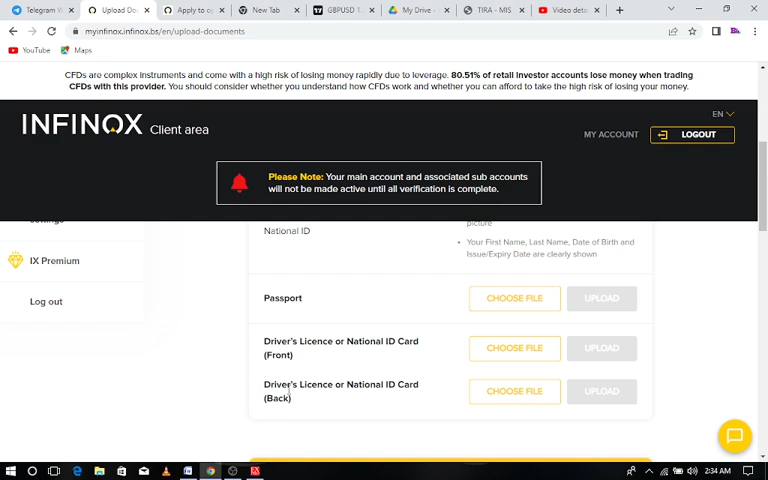 Telegram W
Upload Do
Apply to o
New Tab
GBPUSD 1.
My Drive -
TIRA - MIS
Video deta
myinfinox.infinox.bs/en/upload-documents
YouTube
Maps
CFDs are complex instruments and come with a high risk of losing money rapidly due to leverage. 80.51% of retail investor accounts lose money when trading
CFDs with this provider. You should consider whether you understand how CFDs work and whether you can afford to take the high risk of losing your money.
EN
INFINOX Client area
MY ACCOUNT
LOGOUT
Please Note: Your main account and associated sub accounts
will not be made active until all verification is complete.
settings
picture
National ID
• Your First Name, Last Name, Date of Birth and
Issue/Expiry Date are clearly shown
IX Premium
Log out
Passport
CHOOSE FILE
UPLOAD
Driver's Licence or National ID Card
(Front)
CHOOSE FILE
UPLOAD
Driver's Licence or National ID Card
(Back)
CHOOSE FILE
UPLOAD
2:34 AM